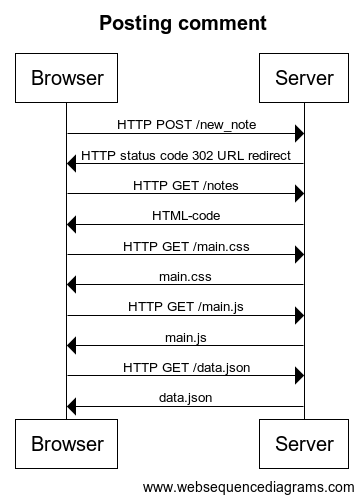 Posting comment
Browser
Server
HTTP POST /new_note
HTTP status code 302 URL redirect
HTTP GET /notes
HTML-code
HTTP GET /main.css
main.css
HTTP GET /main.js
main.js
HTTP GET /data.json
data.json
Browser
Server
www.websequencediagrams.com